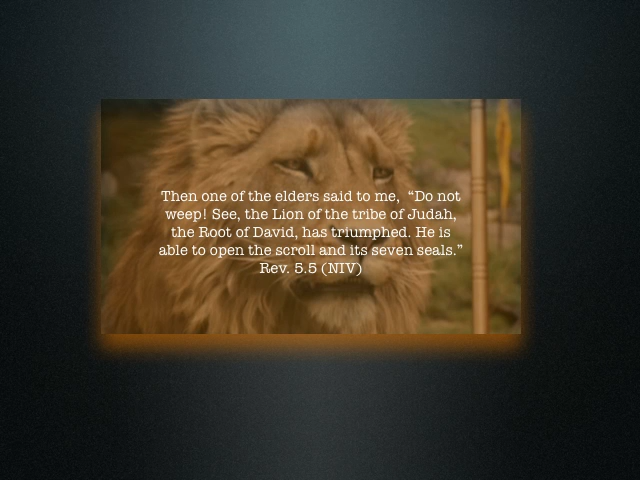 Then one of the elders said to me,  “Do not
weep! See, the Lion of the tribe of Judah,
the Root of David, has triumphed. He is
able to open the scroll and its seven seals.”
Rev. 5.5 (NIV)